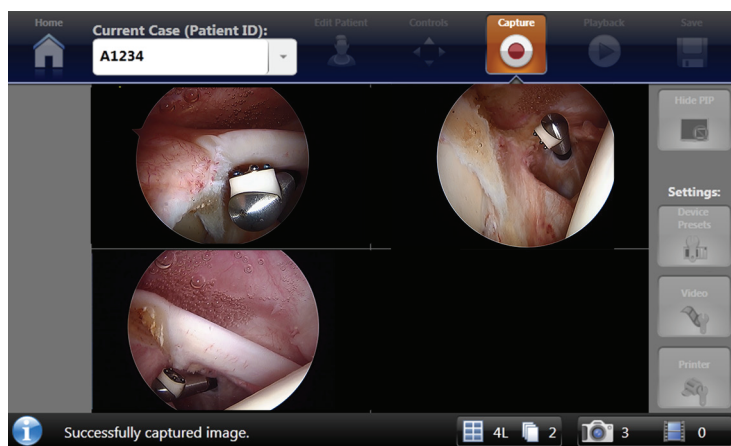 Home
Current Case (Patient ID):
A1234
Edit Patient
Controls
Capture
Playback
Save
Hide PIP
Settings:
Device
Presets
Video
Printer
Successfully captured image.
4L
2
3
0